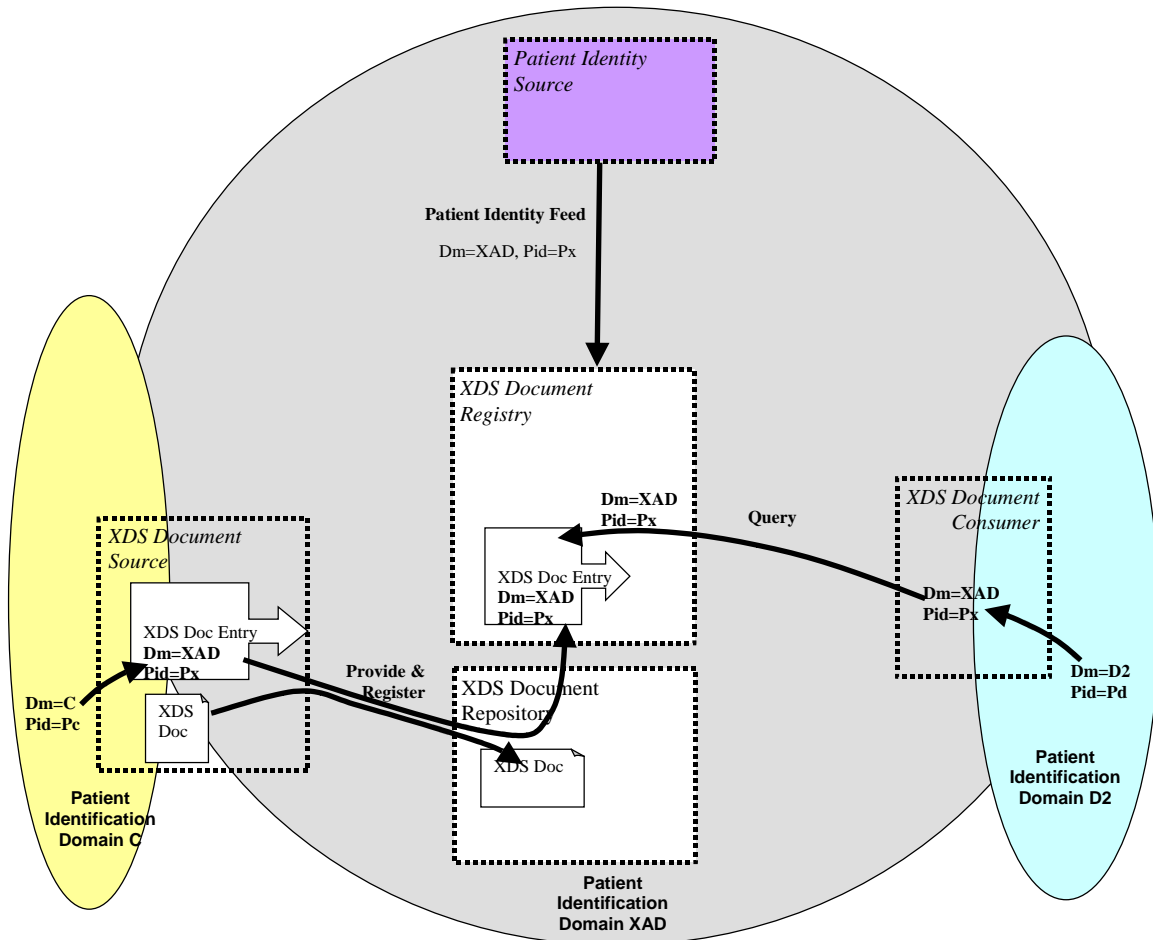 Patient Identity
Source
Patient Identity Feed
Dm=XAD, Pid=Px
XDS Document
Registry
Dm=XAD
Pid=Px
XDS Doc Entry
Dm=XAD
Pid=Px
Query
XDS Document
Consumer
Dm=XAD
Pid=Px
Dm=D2
Pid=Pd
Patient
Identification
Domain D2
XDS Document
Source
XDS Doc Entry
Dm=XAD
Pid=Px
Dm=C
Pid=Pc
XDS
Doc
Patient
Identification
Domain C
Provide &
Register
XDS Document
Repository
XDS Doc
Patient
Identification
Domain XAD